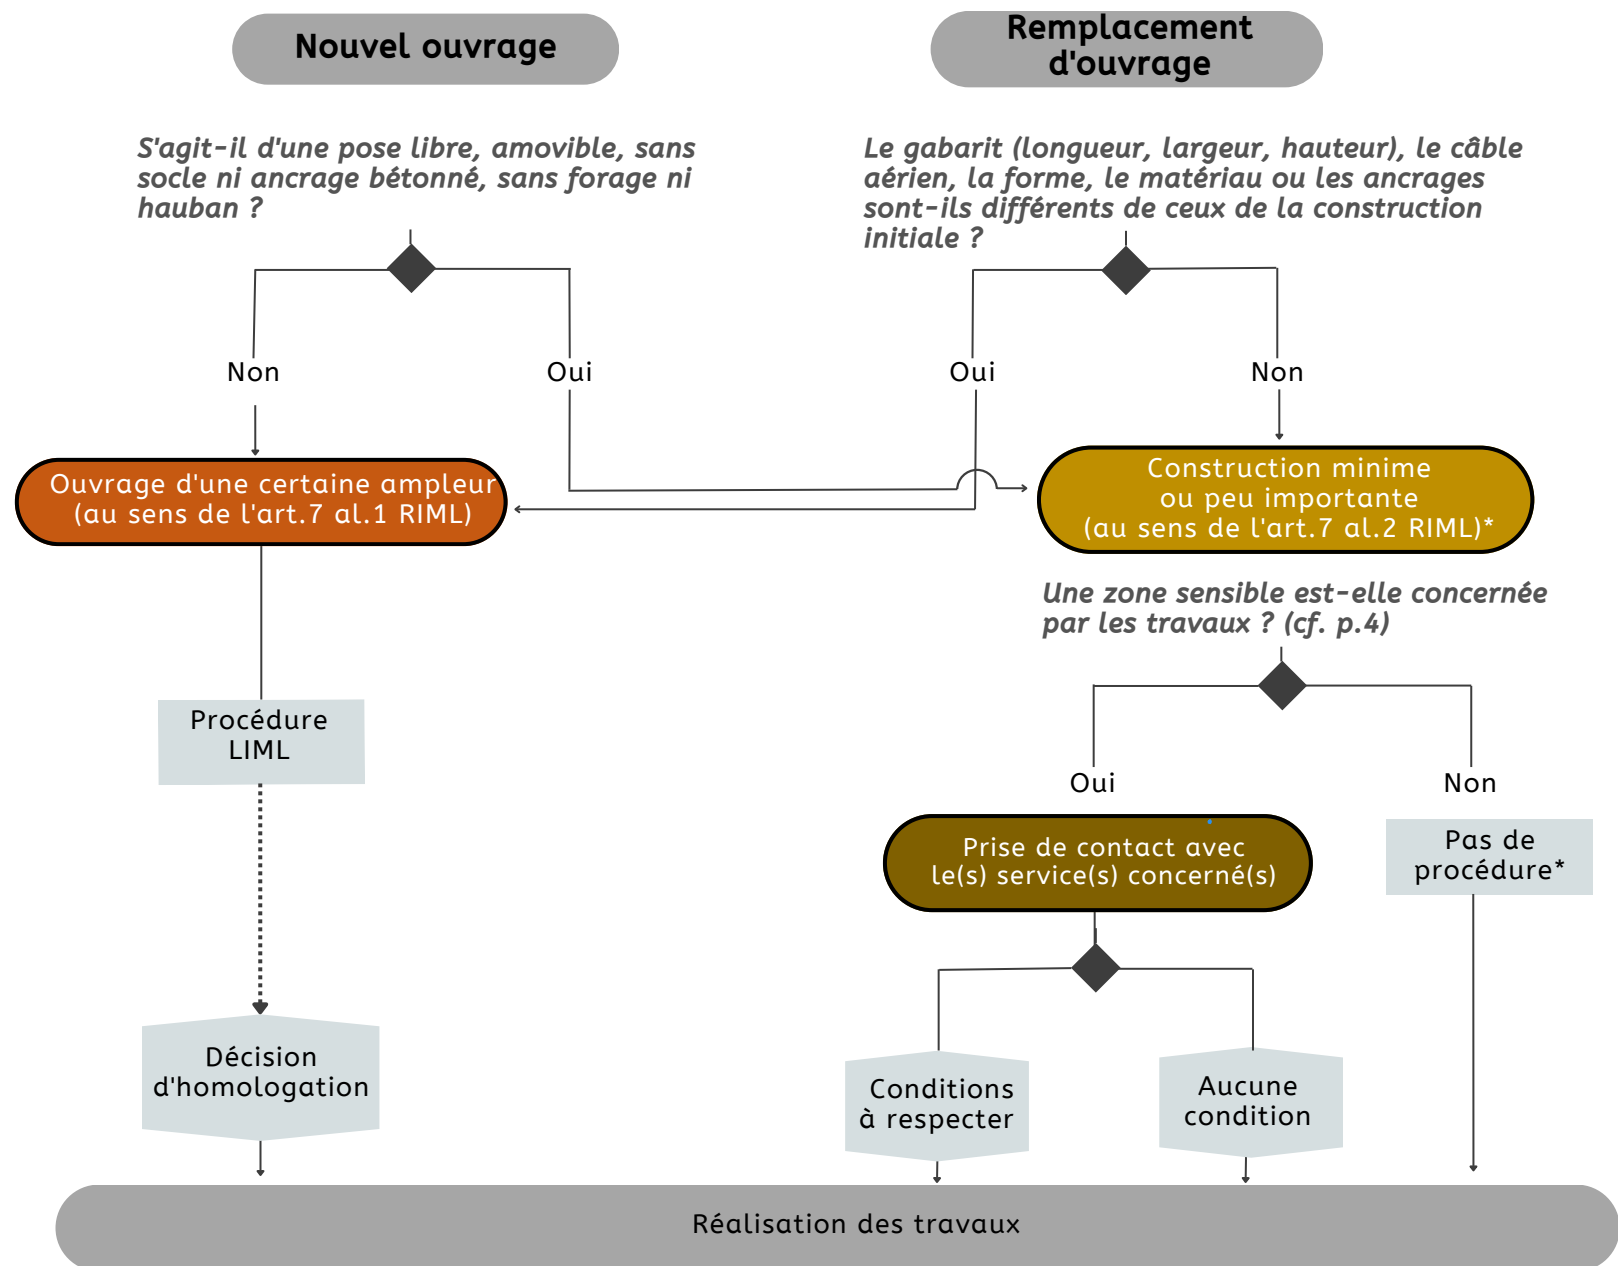 Nouvel ouvrage
Remplacement
d'ouvrage
S'agit-il d'une pose libre, amovible, sans
socle ni ancrage bétonné, sans forage ni
hauban ?
Le gabarit (longueur, largeur, hauteur), le câble
aérien, la forme, le matériau ou les ancrages
sont-ils différents de ceux de la construction
initiale ?
Non
Oui
Oui
Non
Ouvrage d'une certaine ampleur
(au sens de l'art.7 al.1 RIML)
Construction minime
ou peu importante
(au sens de l'art.7 al.2 RIML)*
Une zone sensible est-elle concernée
par les travaux ? (cf. p.4)
Procédure
LIML
Oui
Non
Prise de contact avec
le(s) service(s) concerné(s)
Pas de
procédure*
Décision
d'homologation
Conditions
à respecter
Aucune
condition
Réalisation des travaux